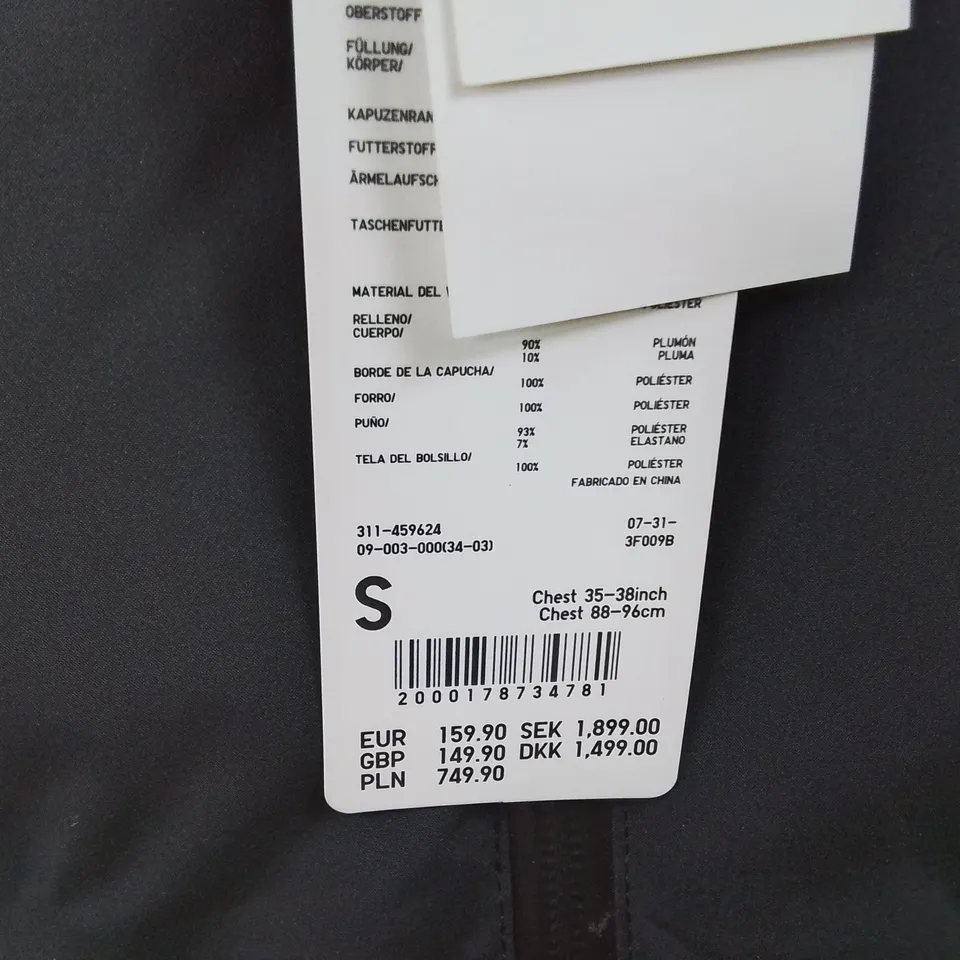 OBERSTOFF
FÜLLUNG/
KÖRPER/
KAPUZENRAN
FUTTERSTOFF
ÄRMELAUFSCH
TASCHENFUTTE
MATERIAL DEL
POLIÉSTER
RELLENO/
CUERPO/
90% PLUMÓN
10% PLUMA
BORDE DE LA CAPUCHA/
100% POLIÉSTER
FORRO/
100% POLIÉSTER
PUÑO/
93% POLIÉSTER
7% ELASTANO
TELA DEL BOLSILLO/
100% POLIÉSTER
FABRICADO EN CHINA
311-459624 07-31-
09-003-000(34-03) 3F009B
S
Chest 35-38inch
Chest 88-96cm
2000178734781
EUR 159.90 SEK 1,899.00
GBP 149.90 DKK 1,499.00
PLN 749.90